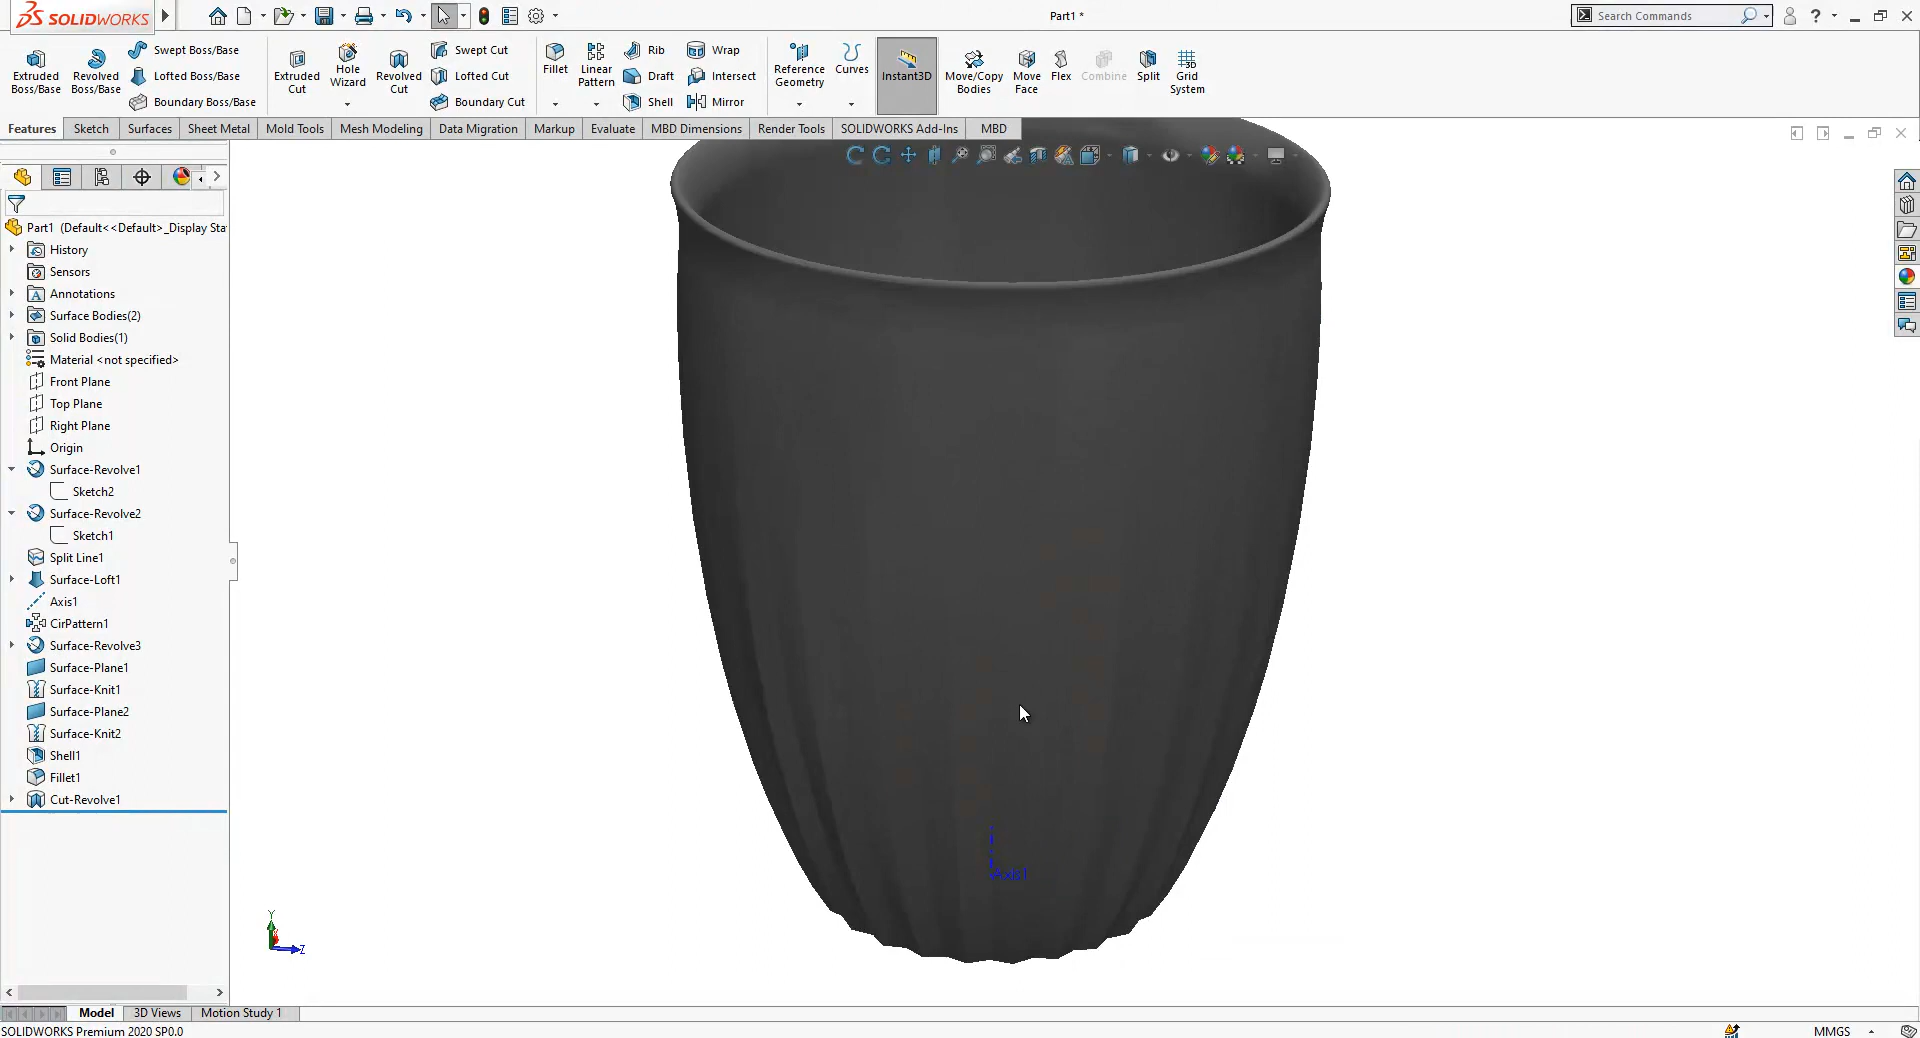 SOLIDWORKS
Part1 *
Search Commands
Extruded Boss/Base
Revolved Boss/Base
Swept Boss/Base
Lofted Boss/Base
Boundary Boss/Base
Extruded Cut
Hole Wizard
Revolved Cut
Swept Cut
Lofted Cut
Boundary Cut
Fillet
Linear Pattern
Rib
Draft
Shell
Wrap
Intersect
Mirror
Reference Geometry
Curves
Instant3D
Move/Copy Bodies
Move Face
Flex
Combine
Split
Grid System
Features
Sketch
Surfaces
Sheet Metal
Mold Tools
Mesh Modeling
Data Migration
Markup
Evaluate
MBD Dimensions
Render Tools
SOLIDWORKS Add-Ins
MBD
Part1 (Default<<Default>_Display Sta
History
Sensors
Annotations
Surface Bodies(2)
Solid Bodies(1)
Material <not specified>
Front Plane
Top Plane
Right Plane
Origin
Surface-Revolve1
Sketch2
Surface-Revolve2
Sketch1
Split Line1
Surface-Loft1
Axis1
CirPattern1
Surface-Revolve3
Surface-Plane1
Surface-Knit1
Surface-Plane2
Surface-Knit2
Shell1
Fillet1
Cut-Revolve1
Axis1
Y
Z
Model
3D Views
Motion Study 1
SOLIDWORKS Premium 2020 SP0.0
MMGS